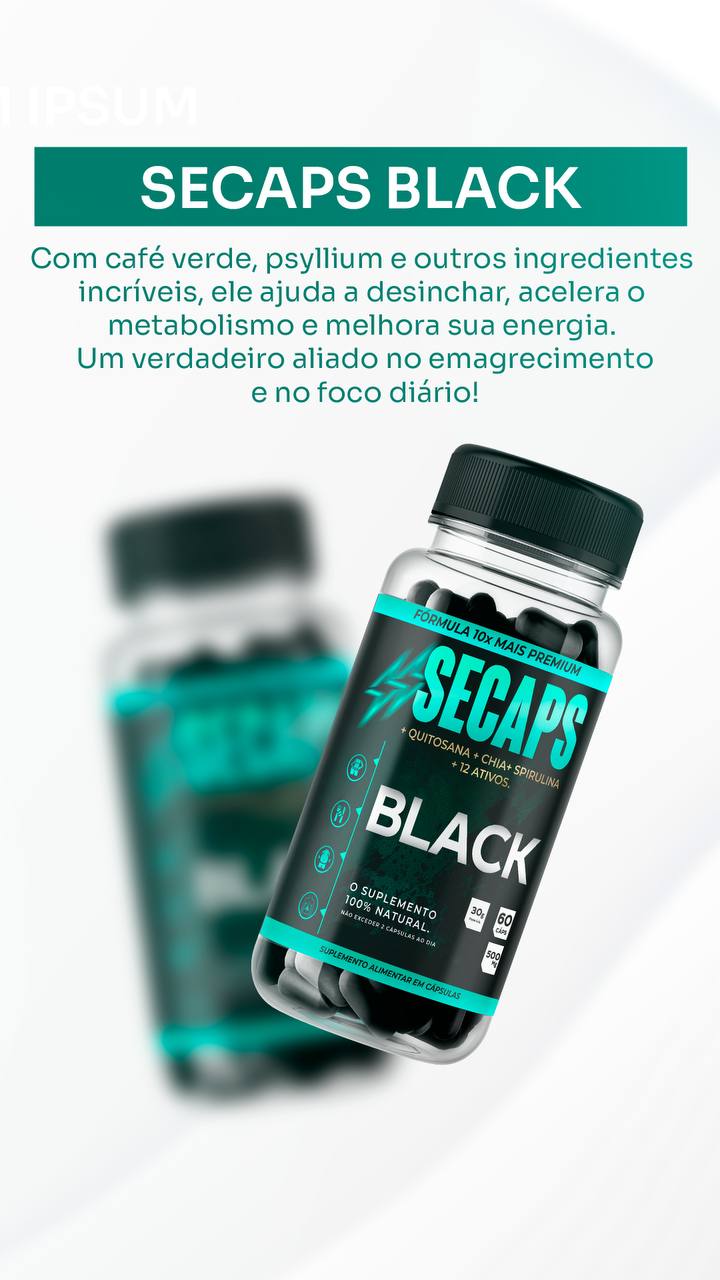 IPSUM
SECAPS BLACK
Com café verde, psyllium e outros ingredientes
incríveis, ele ajuda a desinchar, acelera o
metabolismo e melhora sua energia.
Um verdadeiro aliado no emagrecimento
e no foco diário!
FÓRMULA 10x MAIS PREMIUM
SECAPS
+ QUITOSANA + CHIA+ SPIRULINA
+ 12 ATIVOS.
BLACK
O SUPLEMENTO
100% NATURAL.
NÃO EXCEDER 2 CÁPSULAS AO DIA
30g
60
CÁPS
500
Mg
SUPLEMENTO ALIMENTAR EM CÁPSULAS